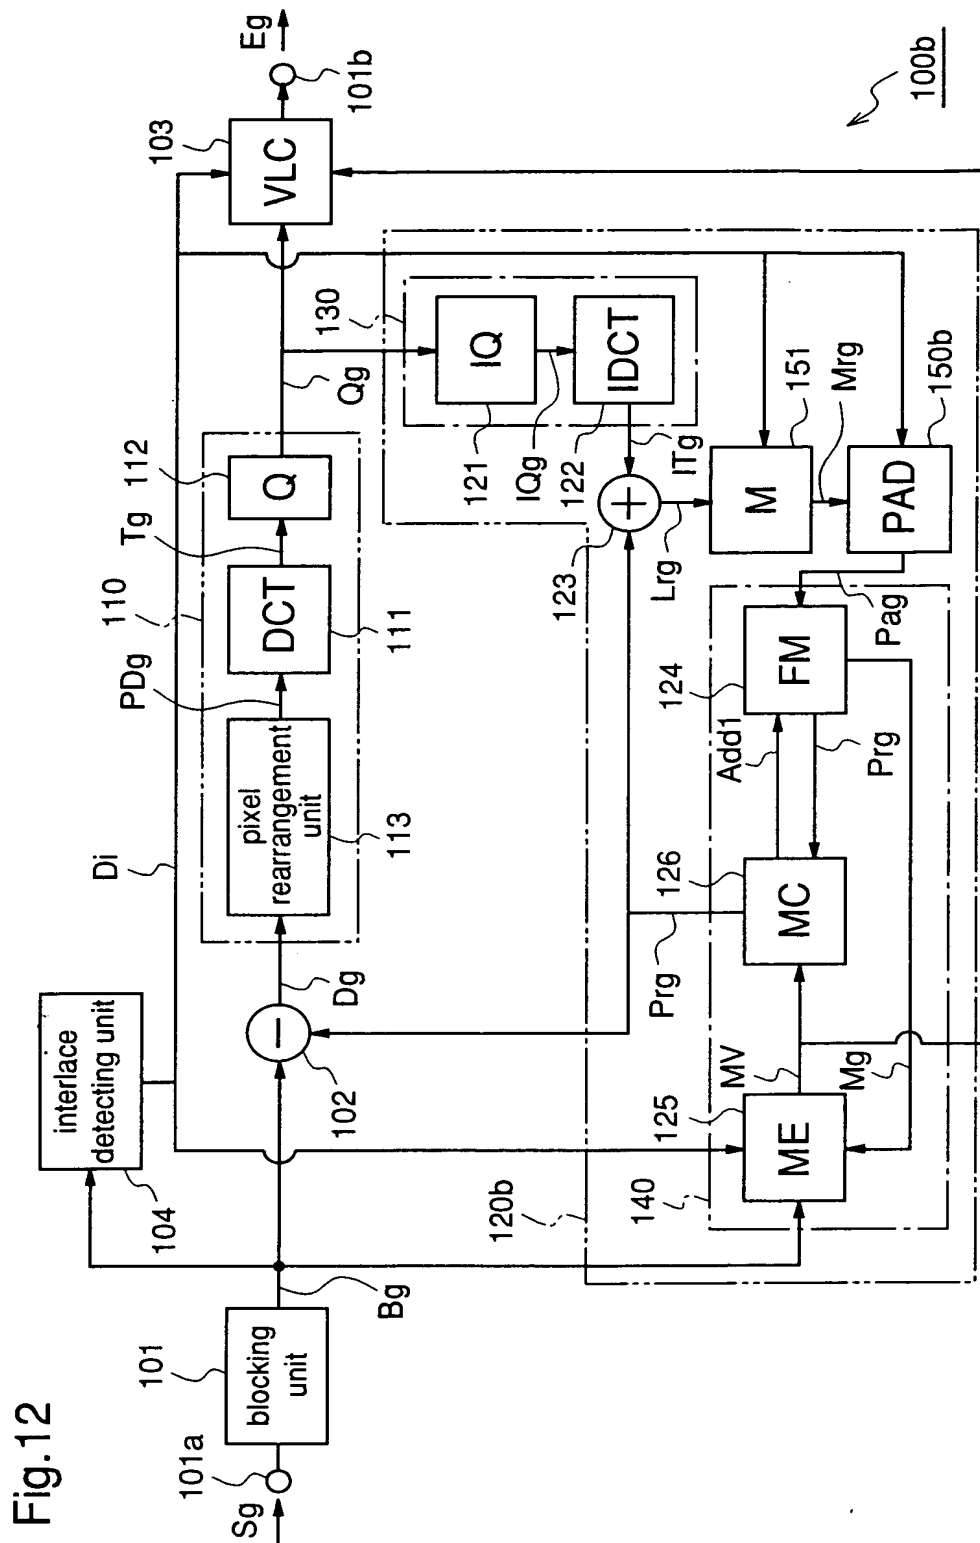 Fig.12
Sg
101a
101
blocking
unit
Bg
104
interlace
detecting unit
Di
102
Dg
110
113
pixel
rearrangement
unit
PDg
111
DCT
Tg
112
Q
Qg
103
VLC
101b
Eg
100b
120b
130
121
IQ
IQg
122
IDCT
ITg
123
Lrg
151
M
Mrg
150b
PAD
Pag
140
125
ME
MV
Mg
126
MC
Prg
Add1
Prg
124
FM